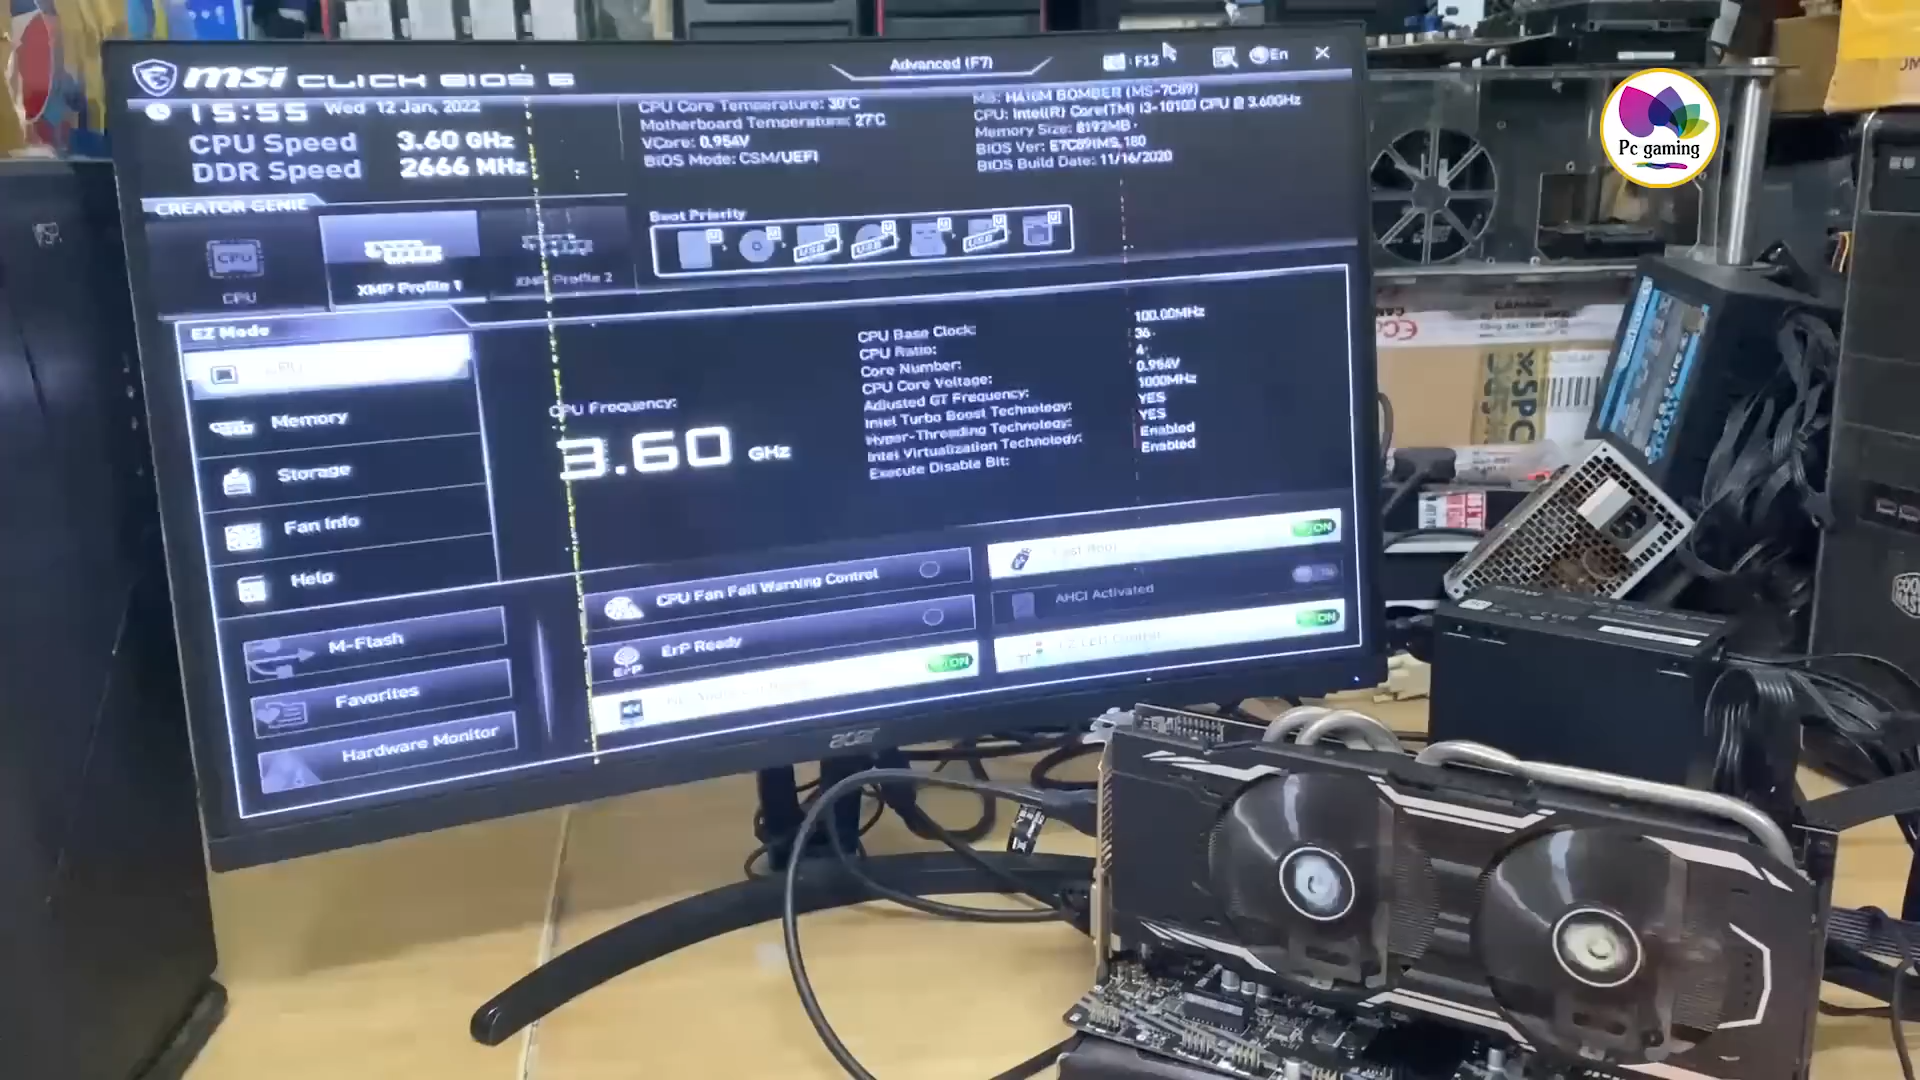 msi CLICK BIOS 5
Advanced (F7)
: F12
En
15:55 Wed 12 Jan, 2022
CPU Speed 3.60 GHz
DDR Speed 2666 MHz
CPU Core Temperature: 30°C
Motherboard Temperature: 27°C
VCore: 0.954V
BIOS Mode: CSM/UEFI
MB: H410M BOMBER (MS-7C89)
CPU: Intel(R) Core(TM) i3-10100 CPU @ 3.60GHz
Memory Size: 8192MB
BIOS Ver: E7C89IMS.180
BIOS Build Date: 11/16/2020
CREATOR GENIE
CPU
CPU
XMP Profile 1
XMP Profile 2
Boot Priority
U U U U U U U
USB USB USB
EZ Mode
CPU
Memory
Storage
Fan Info
Help
M-Flash
Favorites
Hardware Monitor
CPU Frequency:
3.60 GHz
CPU Base Clock: 100.00MHz
CPU Ratio: 36
Core Number: 4
CPU Core Voltage: 0.954V
Adjusted GT Frequency: 1000MHz
Intel Turbo Boost Technology: YES
Hyper-Threading Technology: YES
Intel Virtualization Technology: Enabled
Execute Disable Bit: Enabled
CPU Fan Fail Warning Control
ErP
ErP Ready
ON
Fast Boot ON
AHCI Activated
EZ LED Control ON
acer
Pc gaming